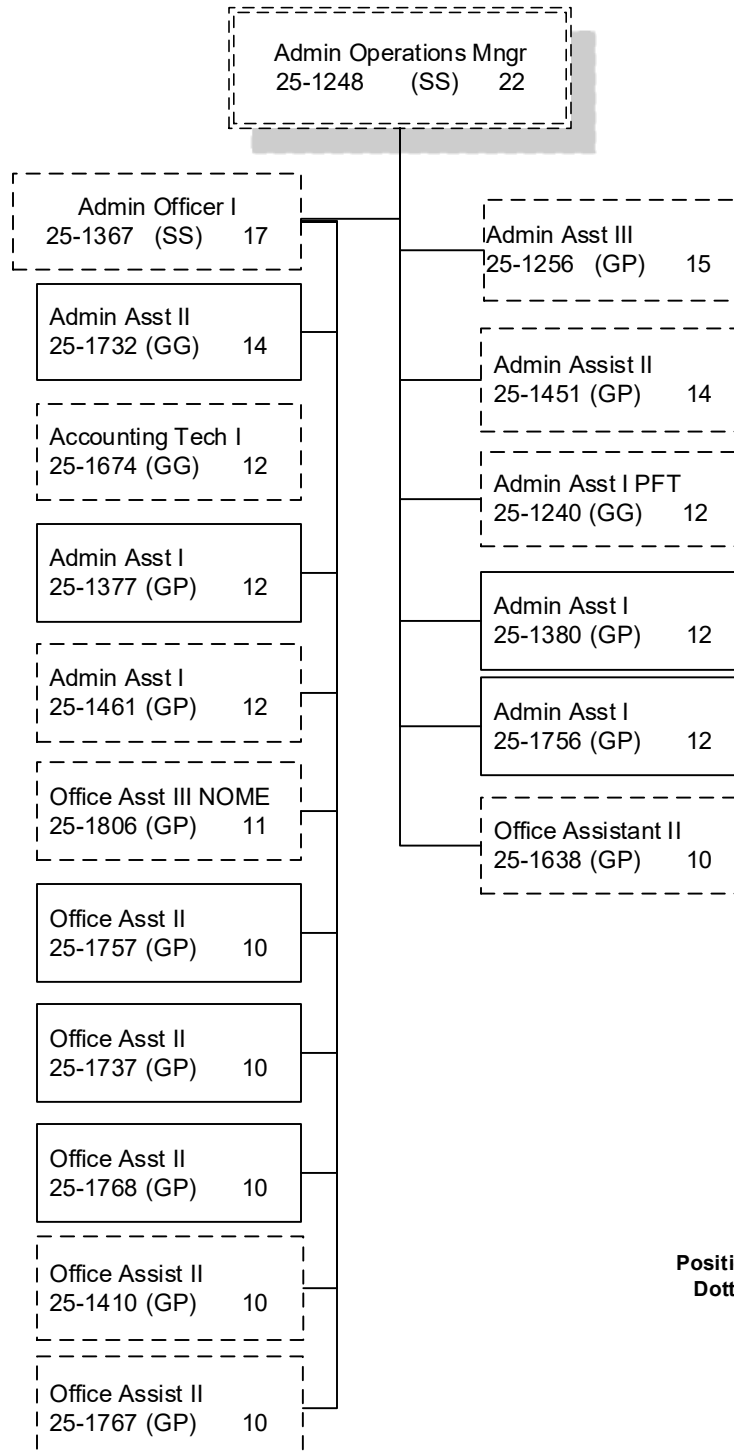 Admin Operations Mngr
25-1248 (SS) 22
Admin Officer I
25-1367 (SS) 17
Admin Asst II
25-1732 (GG) 14
Accounting Tech I
25-1674 (GG) 12
Admin Asst I
25-1377 (GP) 12
Admin Asst I
25-1461 (GP) 12
Office Asst III NOME
25-1806 (GP) 11
Office Asst II
25-1757 (GP) 10
Office Asst II
25-1737 (GP) 10
Office Asst II
25-1768 (GP) 10
Office Assist II
25-1410 (GP) 10
Office Assist II
25-1767 (GP) 10
Admin Asst III
25-1256 (GP) 15
Admin Assist II
25-1451 (GP) 14
Admin Asst I PFT
25-1240 (GG) 12
Admin Asst I
25-1380 (GP) 12
Admin Asst I
25-1756 (GP) 12
Office Assistant II
25-1638 (GP) 10
Positi
Dott